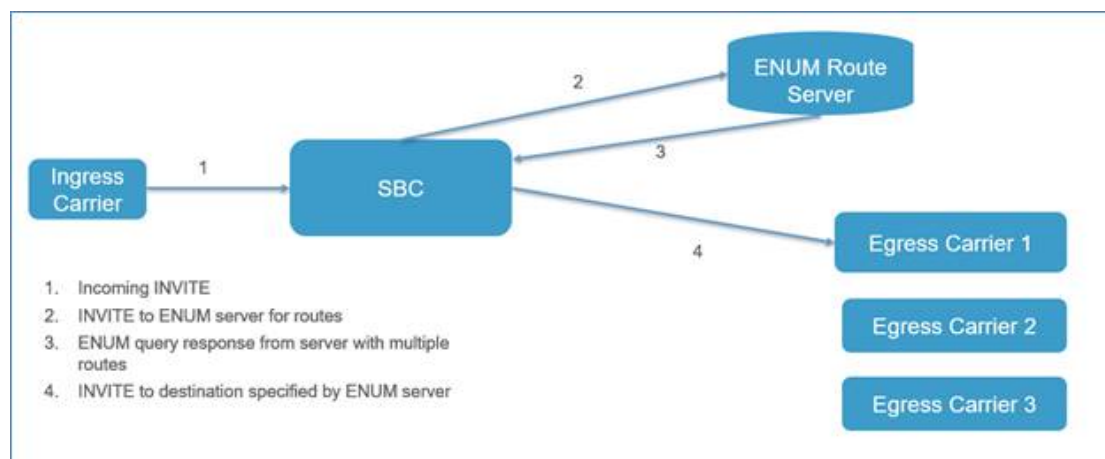 2
ENUM Route
Server
3
1
Ingress
Carrier
SBC
4
Egress Carrier 1
Egress Carrier 2
Egress Carrier 3
1. Incoming INVITE
2. INVITE to ENUM server for routes
3. ENUM query response from server with multiple
routes
4. INVITE to destination specified by ENUM server